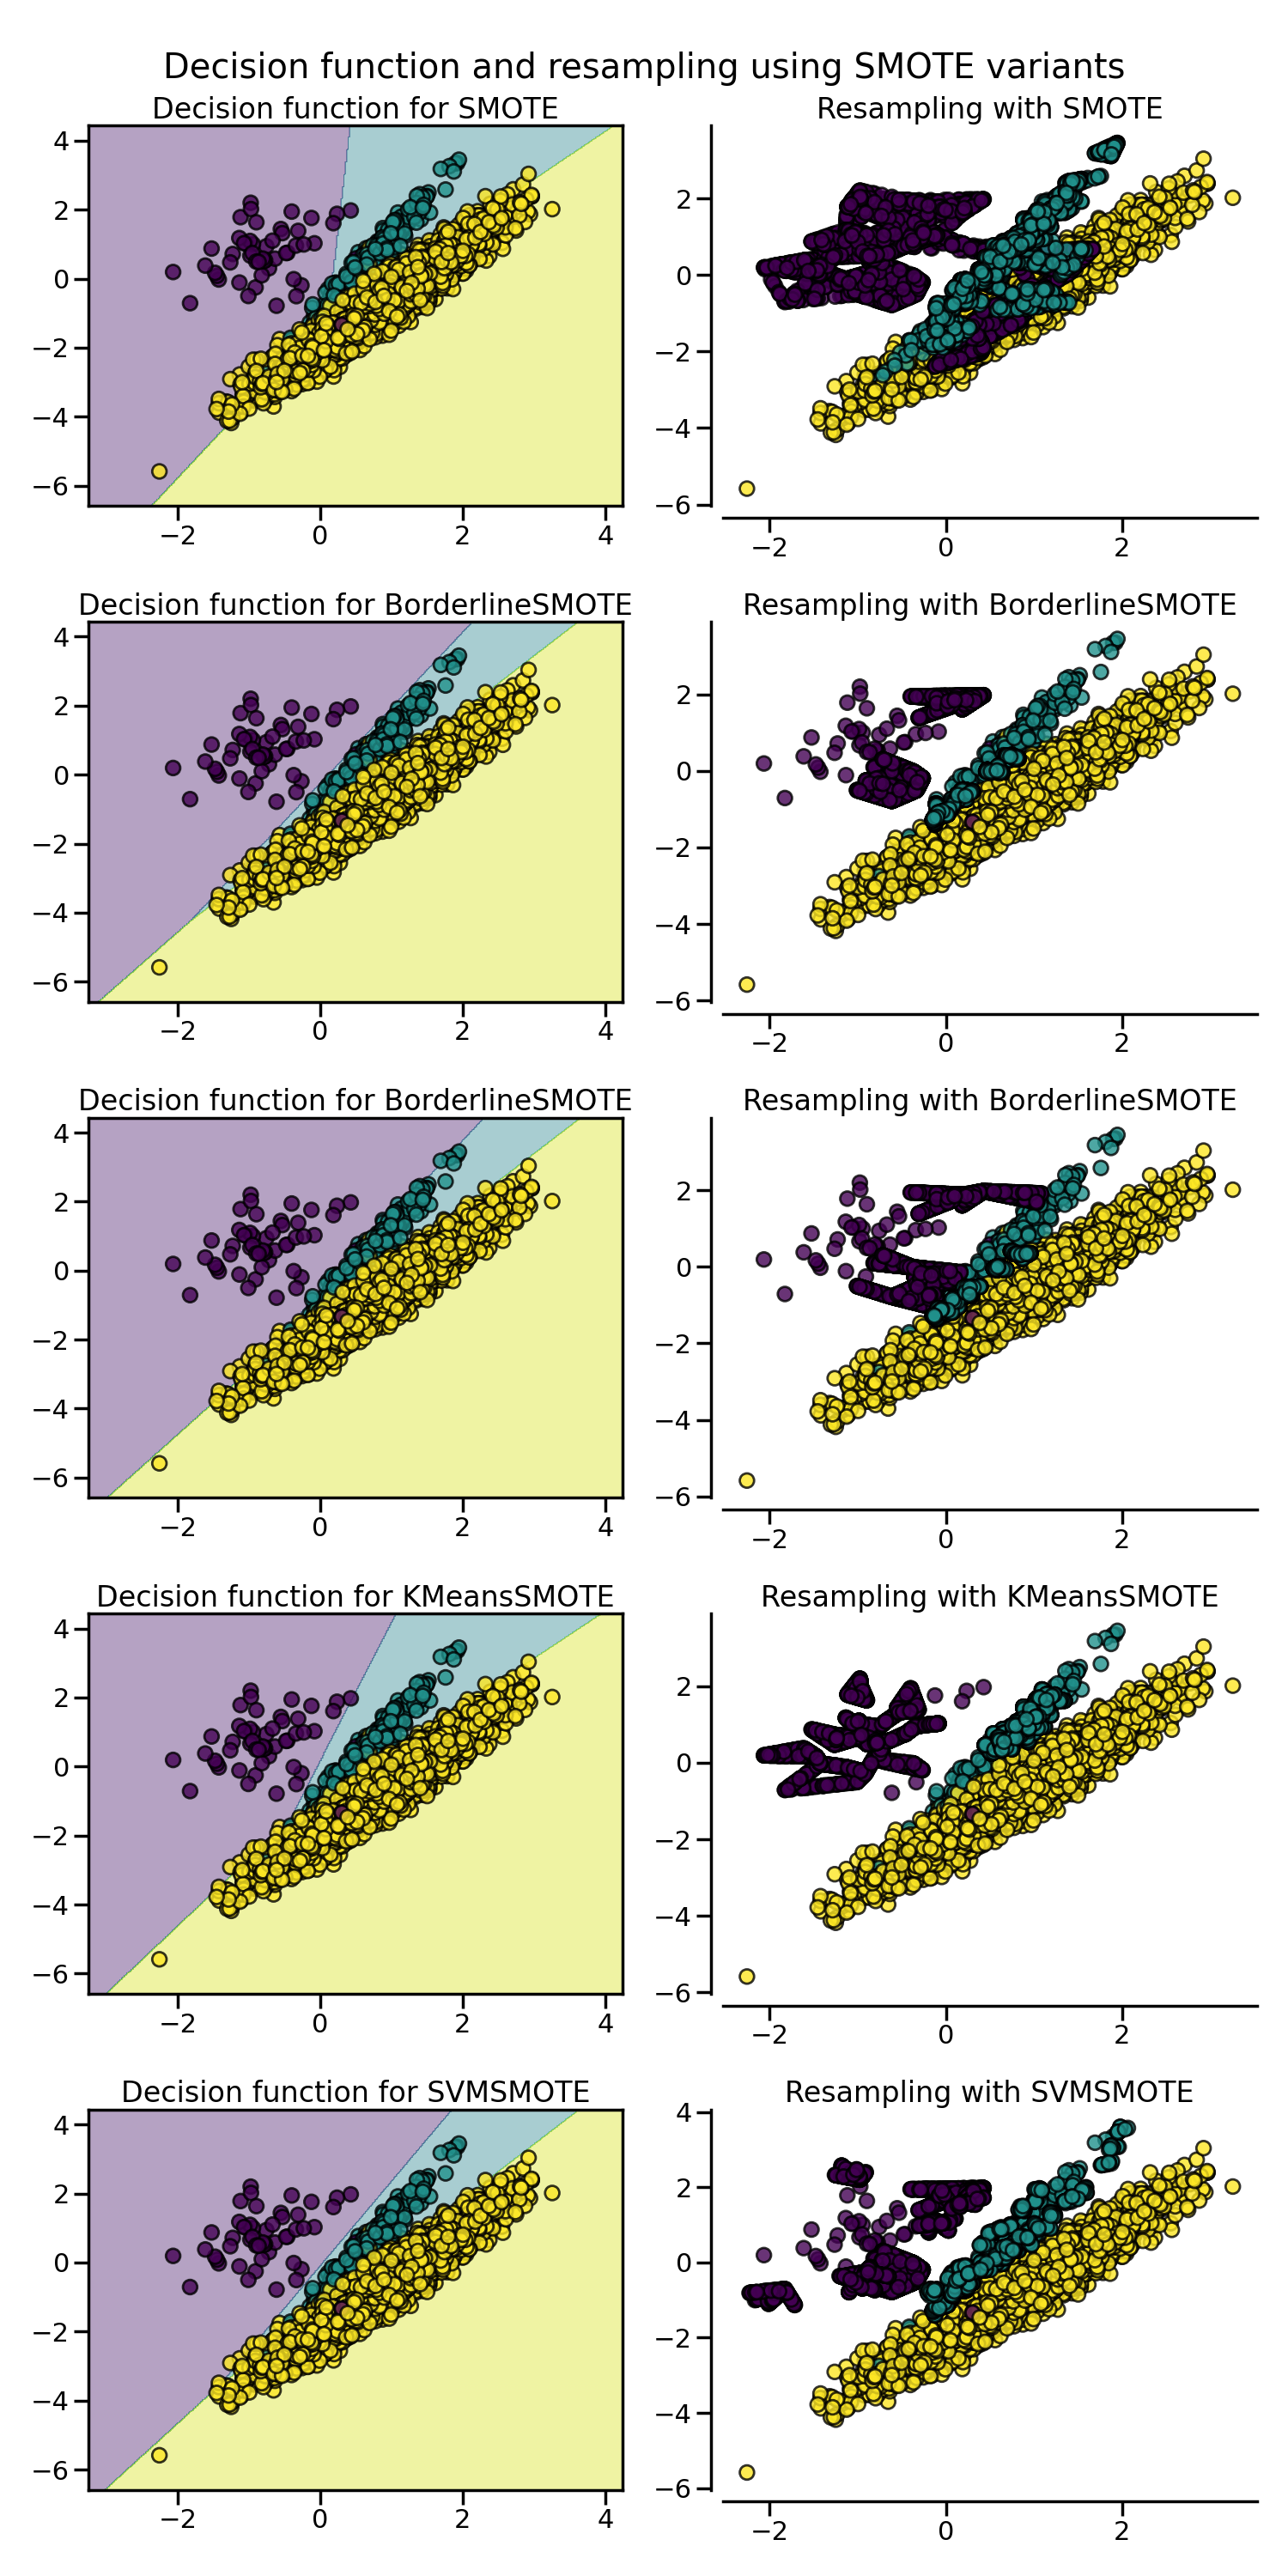 Decision function and resampling using SMOTE variants
Decision function for SMOTE
Resampling with SMOTE
4
2
0
−2
−4
−6
−2 0 2 4
2
0
−2
−4
−6
−2 0 2
Decision function for BorderlineSMOTE
Resampling with BorderlineSMOTE
4
2
0
−2
−4
−6
−2 0 2 4
2
0
−2
−4
−6
−2 0 2
Decision function for BorderlineSMOTE
Resampling with BorderlineSMOTE
4
2
0
−2
−4
−6
−2 0 2 4
2
0
−2
−4
−6
−2 0 2
Decision function for KMeansSMOTE
Resampling with KMeansSMOTE
4
2
0
−2
−4
−6
−2 0 2 4
2
0
−2
−4
−6
−2 0 2
Decision function for SVMSMOTE
Resampling with SVMSMOTE
4
2
0
−2
−4
−6
−2 0 2 4
4
2
0
−2
−4
−6
−2 0 2